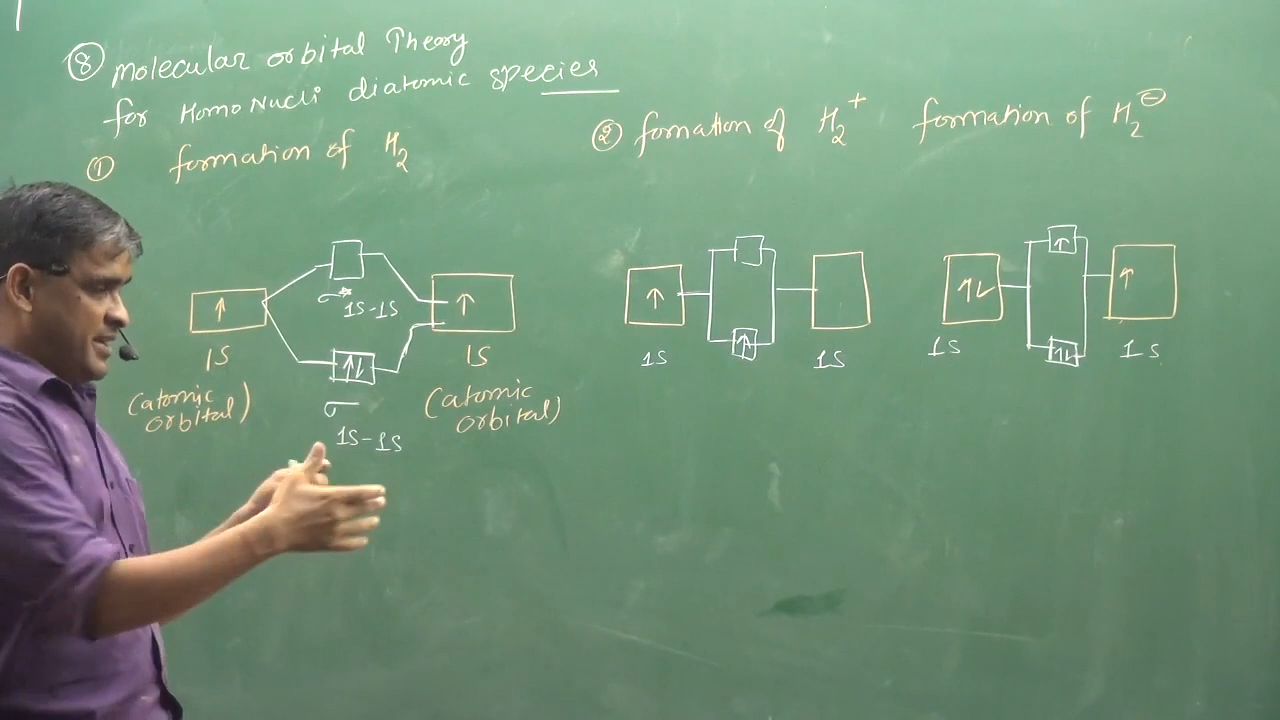 ⑧ Molecular orbital Theory
for Homo Nucli diatomic species
① formation of H₂
② formation of H₂⁺ formation of H₂⊖
↑ σ* 1s-1s ↑
1S ↑↓ 1S
(atomic orbital) σ 1s-1s (atomic orbital)
↑ ↑
1s 1s
↑↓ ↑ ↑
1s ↑↓ 1s